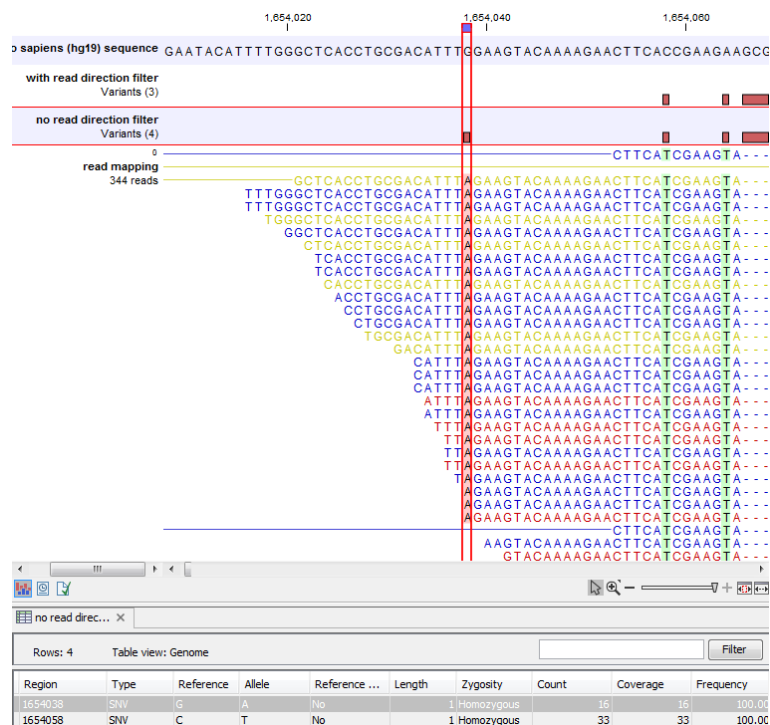 1,654,020 1,654,040 1,654,060
o sapiens (hg19) sequence GAATACATTTTGGGCTCACCTGCGACATTTGGAAGTACAAAAGAACTTCACCGAAGAAGCG
with read direction filter
Variants (3)
no read direction filter
Variants (4)
0 CTTCATCGAAGTA---
read mapping
344 reads GCTCACCTGCGACATTTAGAAGTACAAAAGAACTTCATCGAAGTA---
TTTGGGCTCACCTGCGACATTTAGAAGTACAAAAGAACTTCATCGAAGTA---
TTTGGGCTCACCTGCGACATTTAGAAGTACAAAAGAACTTCATCGAAGTA---
TGGGCTCACCTGCGACATTTAGAAGTACAAAAGAACTTCATCGAAGTA---
GGCTCACCTGCGACATTTAGAAGTACAAAAGAACTTCATCGAAGTA---
CTCACCTGCGACATTTAGAAGTACAAAAGAACTTCATCGAAGTA---
TCACCTGCGACATTTAGAAGTACAAAAGAACTTCATCGAAGTA---
TCACCTGCGACATTTAGAAGTACAAAAGAACTTCATCGAAGTA---
CACCTGCGACATTTAGAAGTACAAAAGAACTTCATCGAAGTA---
ACCTGCGACATTTAGAAGTACAAAAGAACTTCATCGAAGTA---
CCTGCGACATTTAGAAGTACAAAAGAACTTCATCGAAGTA---
CTGCGACATTTAGAAGTACAAAAGAACTTCATCGAAGTA---
TGCGACATTTAGAAGTACAAAAGAACTTCATCGAAGTA---
GACATTTAGAAGTACAAAAGAACTTCATCGAAGTA---
CATTTAGAAGTACAAAAGAACTTCATCGAAGTA---
CATTTAGAAGTACAAAAGAACTTCATCGAAGTA---
CATTTAGAAGTACAAAAGAACTTCATCGAAGTA---
ATTTAGAAGTACAAAAGAACTTCATCGAAGTA---
ATTTAGAAGTACAAAAGAACTTCATCGAAGTA---
TTTAGAAGTACAAAAGAACTTCATCGAAGTA---
TTAGAAGTACAAAAGAACTTCATCGAAGTA---
TTAGAAGTACAAAAGAACTTCATCGAAGTA---
TTAGAAGTACAAAAGAACTTCATCGAAGTA---
TAGAAGTACAAAAGAACTTCATCGAAGTA---
AGAAGTACAAAAGAACTTCATCGAAGTA---
AGAAGTACAAAAGAACTTCATCGAAGTA---
AGAAGTACAAAAGAACTTCATCGAAGTA---
CTTCATCGAAGTA---
AAGTACAAAAGAACTTCATCGAAGTA---
GTACAAAAGAACTTCATCGAAGTA---
no read direc...
Rows: 4 Table view: Genome Filter
Region Type Reference Allele Reference ... Length Zygosity Count Coverage Frequency
1654038 SNV G A No 1 Homozygous 16 16 100.00
1654058 SNV C T No 1 Homozygous 33 33 100.00